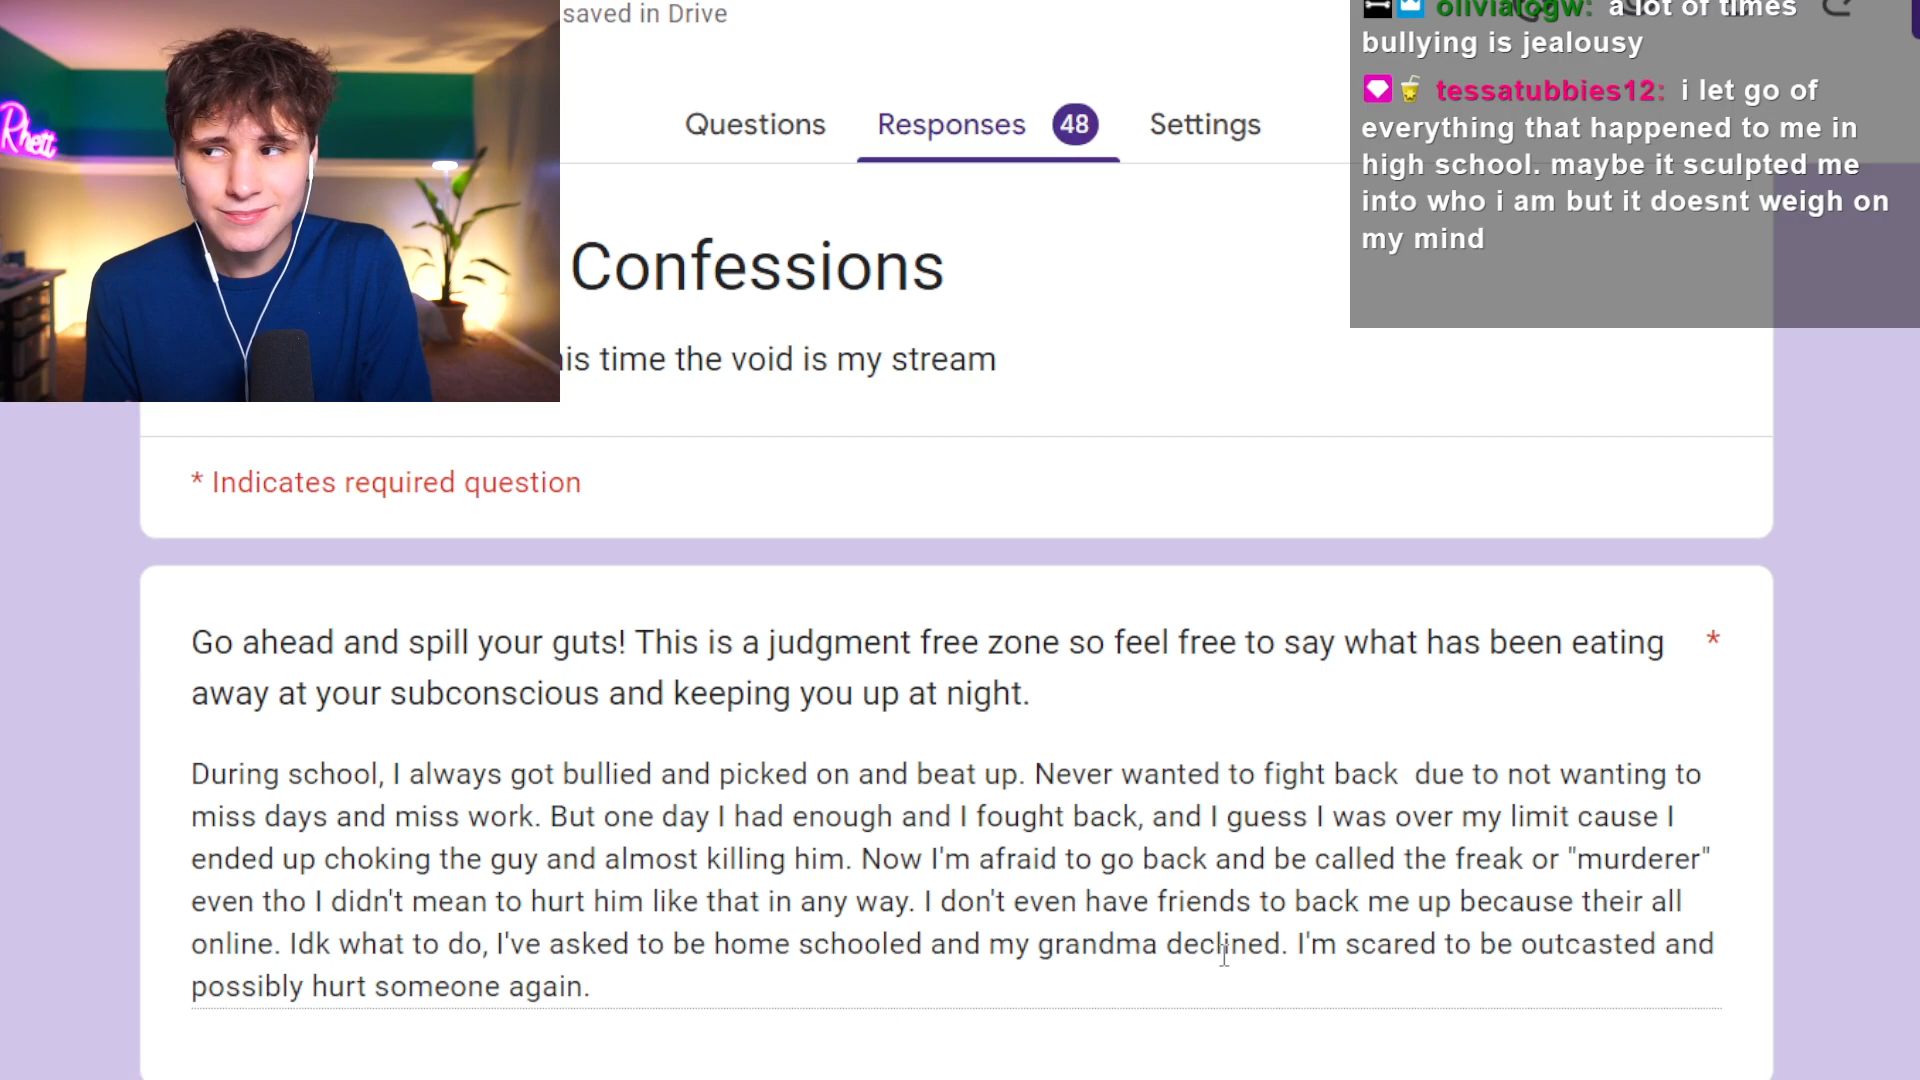 saved in Drive
Rhett
Questions
Responses
48
Settings
Confessions
his time the void is my stream
* Indicates required question
olivialogw: a lot of times
bullying is jealousy
tessatubbies12: i let go of
everything that happened to me in
high school. maybe it sculpted me
into who i am but it doesnt weigh on
my mind
Go ahead and spill your guts! This is a judgment free zone so feel free to say what has been eating *
away at your subconscious and keeping you up at night.
During school, I always got bullied and picked on and beat up. Never wanted to fight back  due to not wanting to
miss days and miss work. But one day I had enough and I fought back, and I guess I was over my limit cause I
ended up choking the guy and almost killing him. Now I'm afraid to go back and be called the freak or "murderer"
even tho I didn't mean to hurt him like that in any way. I don't even have friends to back me up because their all
online. Idk what to do, I've asked to be home schooled and my grandma declined. I'm scared to be outcasted and
possibly hurt someone again.